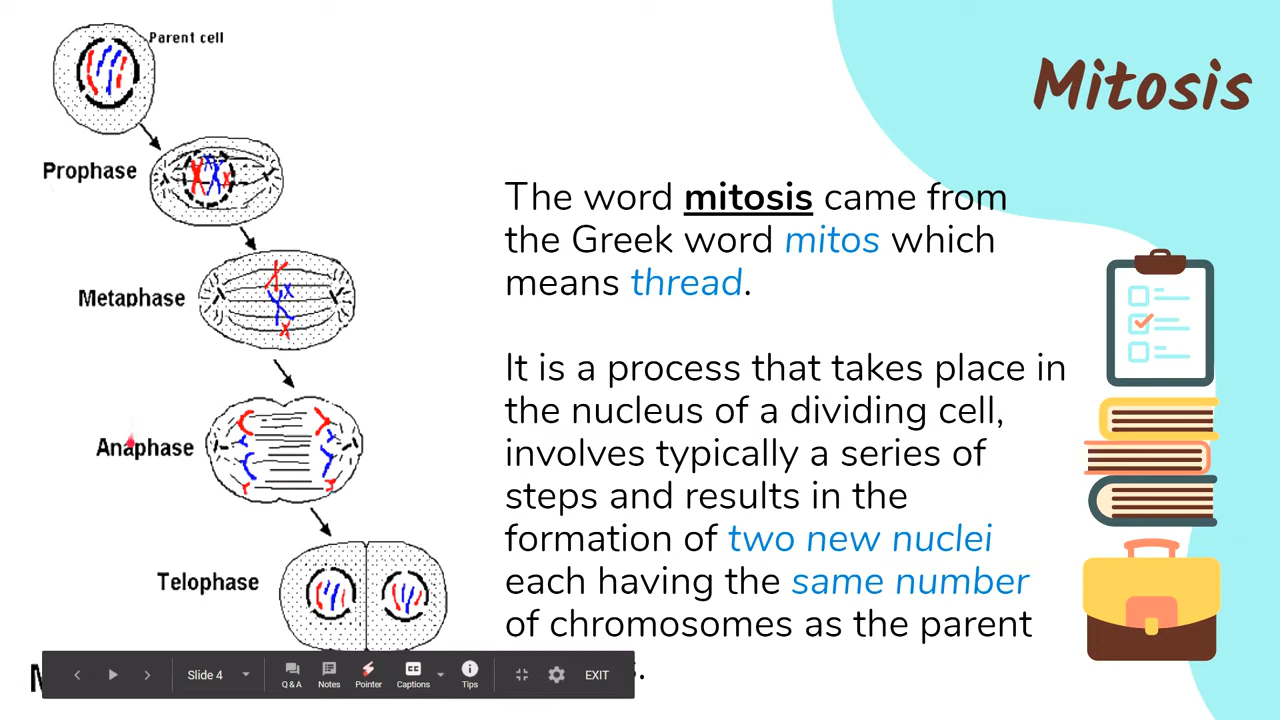 Parent cell
Prophase
Metaphase
Anaphase
Telophase
Mitosis
The word mitosis came from
the Greek word mitos which
means thread.
It is a process that takes place in
the nucleus of a dividing cell,
involves typically a series of
steps and results in the
formation of two new nuclei
each having the same number
of chromosomes as the parent
Slide 4
Q & A
Notes
Pointer
CC
Captions
Tips
EXIT